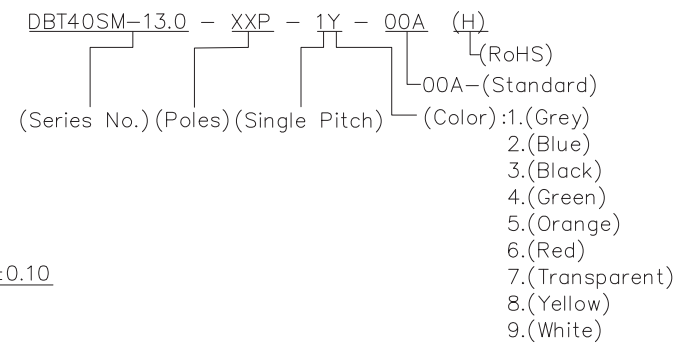 DBT40SM-13.0 - XXP - 1Y - 00A (H)
(RoHS)
00A-(Standard)
(Series No.) (Poles) (Single Pitch) (Color) :1.(Grey)
2.(Blue)
3.(Black)
4.(Green)
5.(Orange)
6.(Red)
±0.10
7.(Transparent)
8.(Yellow)
9.(White)